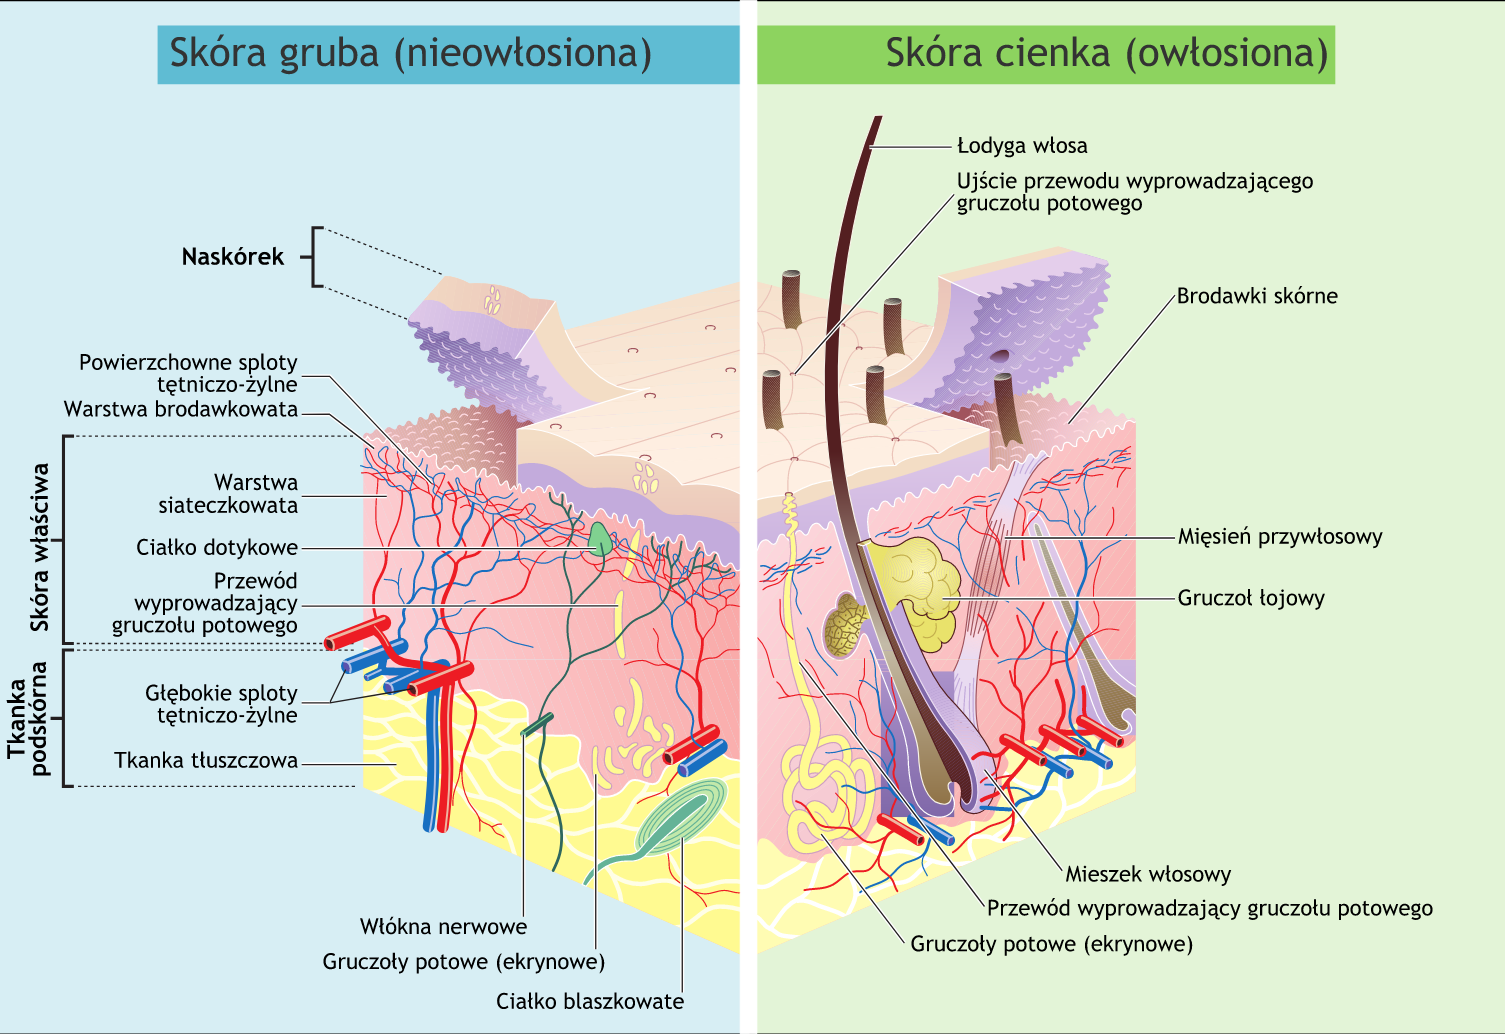 Skóra gruba (nieowłosiona)
Naskórek
Powierzchowne sploty
tętniczo-żylne
Warstwa brodawkowata
Skóra właściwa
Warstwa
siateczkowata
Ciałko dotykowe
Przewód
wyprowadzający
gruczołu potowego
Tkanka
podskórna
Głębokie sploty
tętniczo-żylne
Tkanka tłuszczowa
Włókna nerwowe
Gruczoły potowe (ekrynowe)
Ciałko blaszkowate
Skóra cienka (owłosiona)
Łodyga włosa
Ujście przewodu wyprowadzającego
gruczołu potowego
Brodawki skórne
Mięsień przywłosowy
Gruczoł łojowy
Mieszek włosowy
Przewód wyprowadzający gruczołu potowego
Gruczoły potowe (ekrynowe)